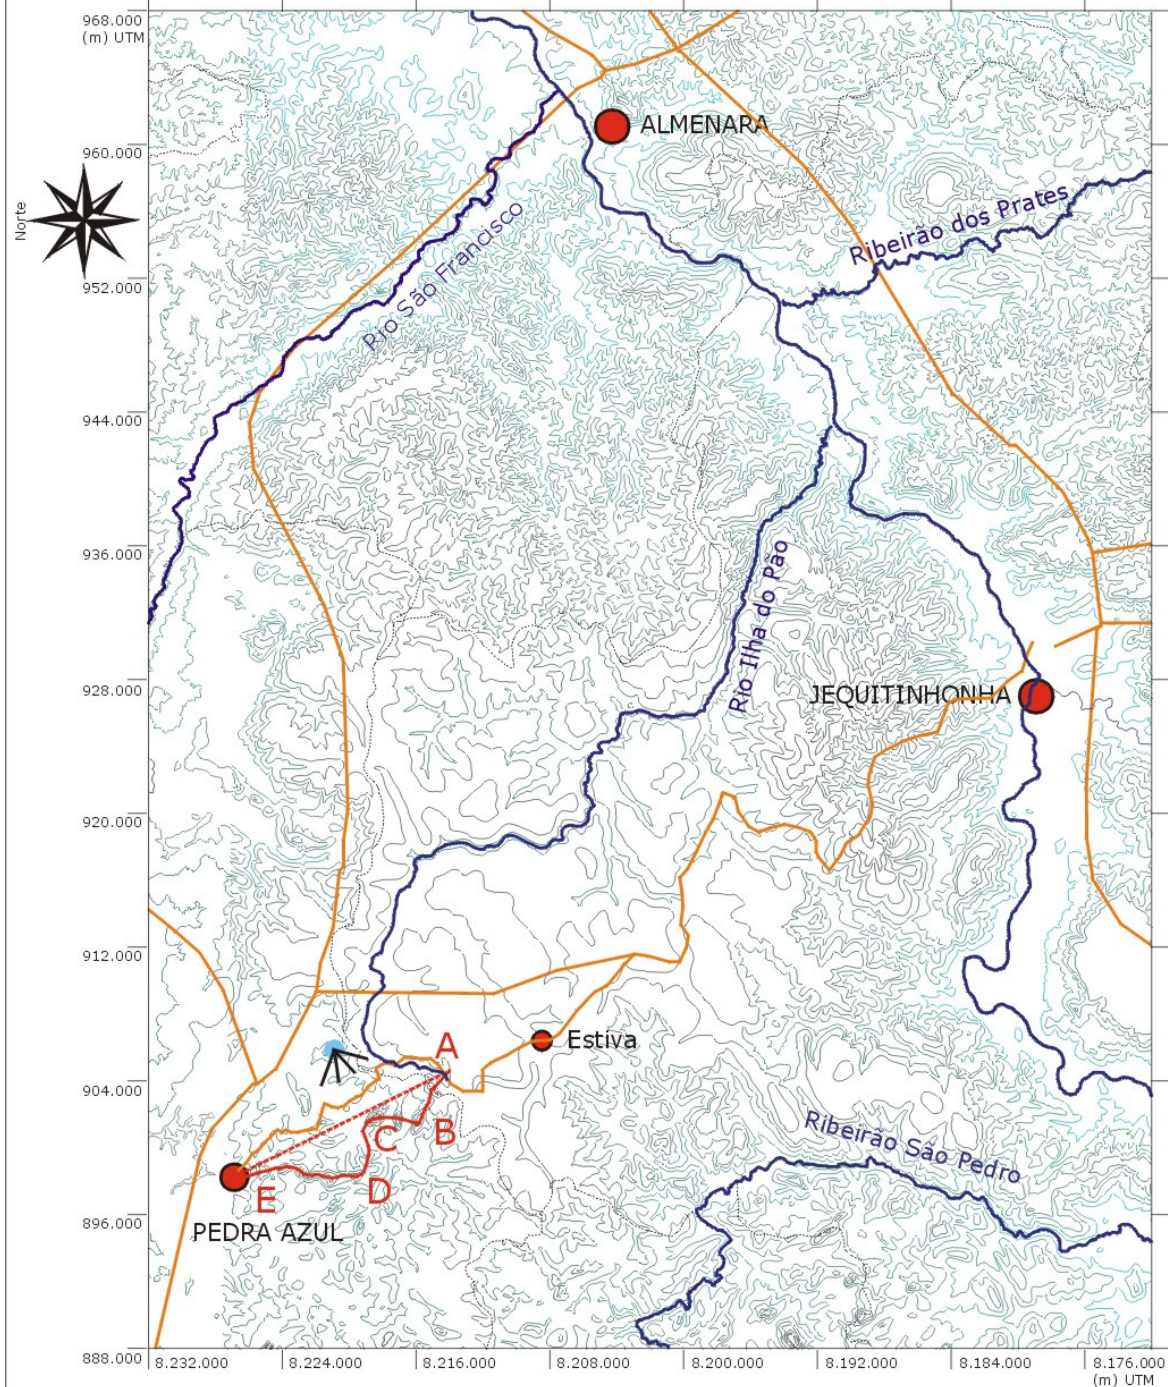 968.000
(m) UTM
ALMENARA
960.000
Norte
Ribeirão dos Prates
Rio São Francisco
952.000
944.000
936.000
Rio Ilha do Pão
928.000
JEQUITINHONHA
920.000
912.000
A
Estiva
904.000
B
C
Ribeirão São Pedro
D
E
896.000
PEDRA AZUL
888.000
8.232.000 8.224.000 8.216.000 8.208.000 8.200.000 8.192.000 8.184.000 8.176.000
(m) UTM